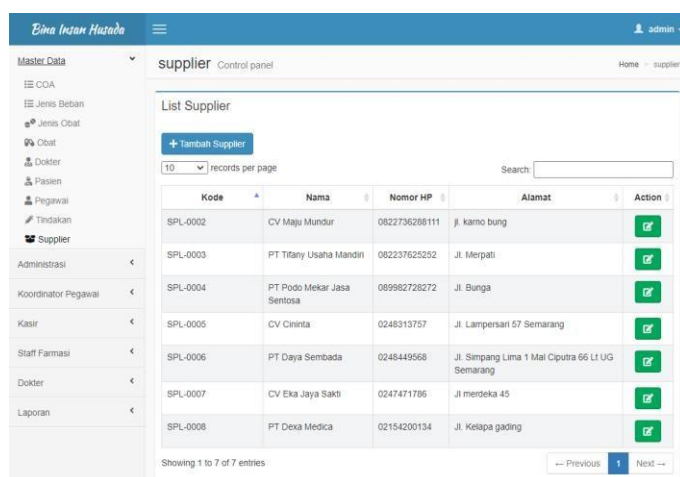 Bina Insan Husada
admin
Master Data
supplier Control panel
Home > supplier
COA
Jenis Beban
Jenis Obat
Obat
Dokter
Pasien
Pegawai
Tindakan
Supplier
Administrasi
Koordinator Pegawai
Kasir
Staff Farmasi
Dokter
Laporan
List Supplier
+ Tambah Supplier
10 records per page
Search:
Kode Nama Nomor HP Alamat Action
SPL-0002 CV Maju Mundur 0822736288111 jl. karno bung
SPL-0003 PT Tifany Usaha Mandiri 082237625252 Jl. Merpati
SPL-0004 PT Podo Mekar Jasa 089982728272 Jl. Bunga
Sentosa
SPL-0005 CV Cininta 0248313757 Jl. Lampersari 57 Semarang
SPL-0006 PT Daya Sembada 0248449568 Jl. Simpang Lima 1 Mal Ciputra 66 Lt UG
Semarang
SPL-0007 CV Eka Jaya Sakti 0247471786 Jl merdeka 45
SPL-0008 PT Dexa Medica 02154200134 Jl. Kelapa gading
Showing 1 to 7 of 7 entries
← Previous 1 Next →